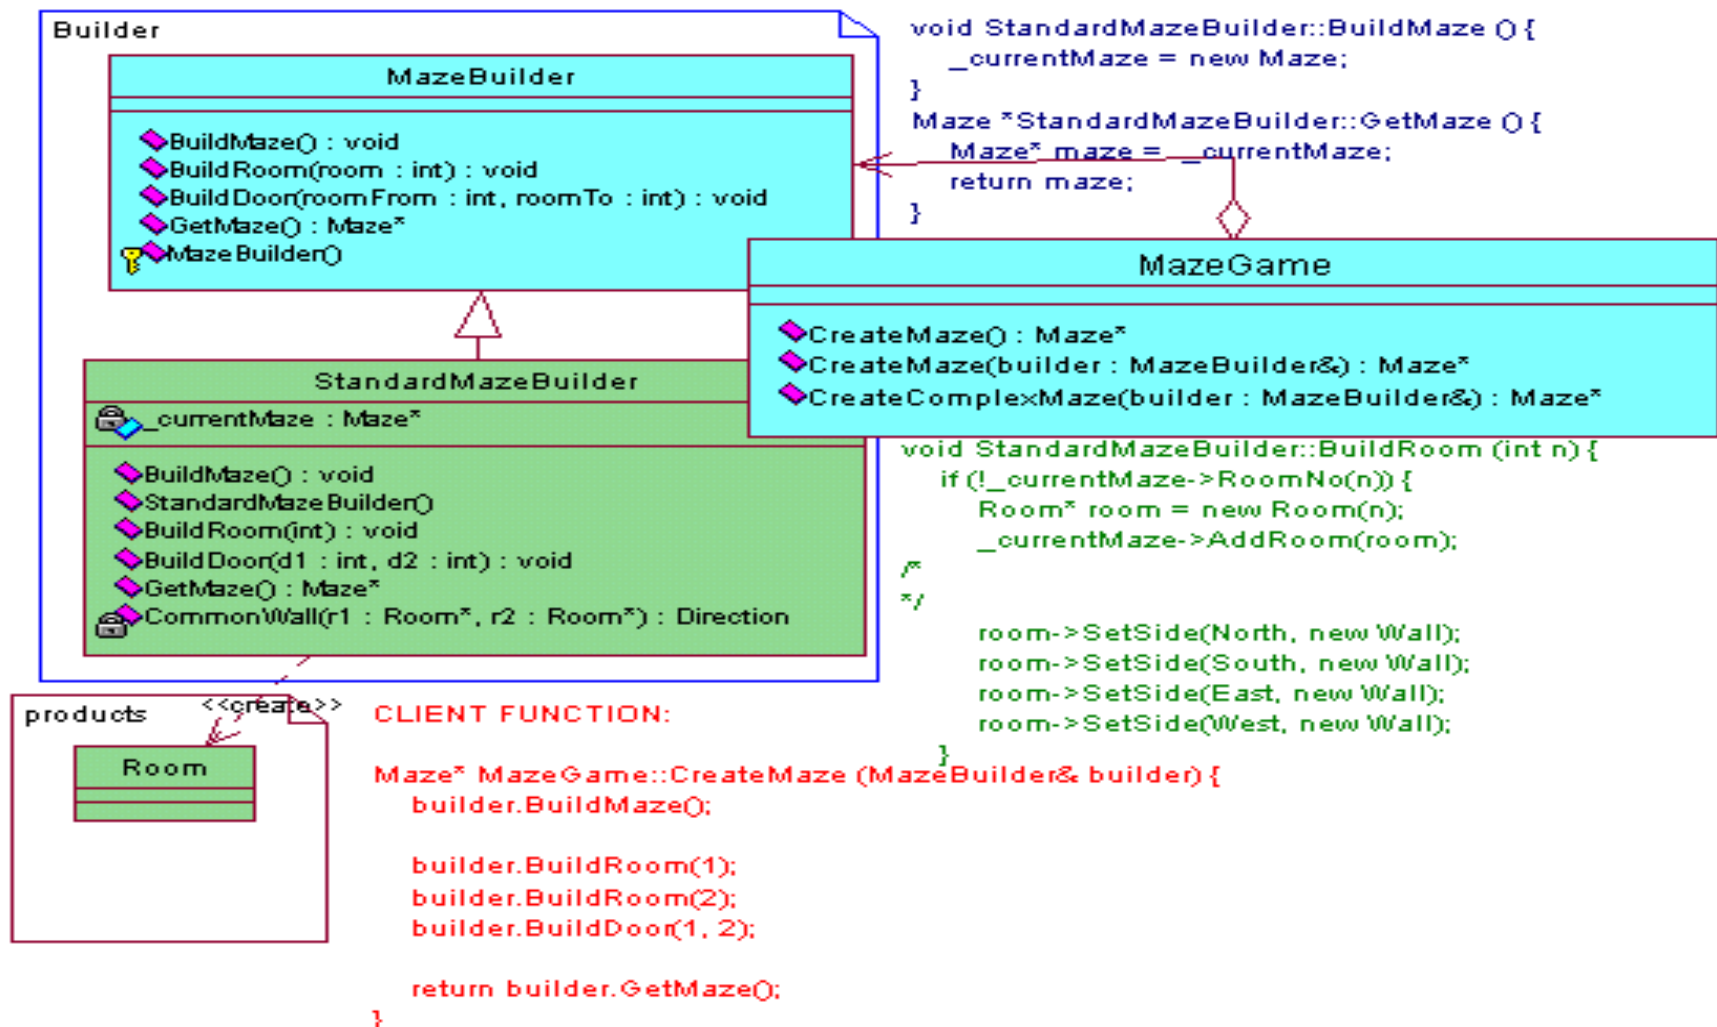 Builder
MazeBuilder
BuildMaze() : void
BuildRoom(room : int) : void
BuildDoor(roomFrom : int, roomTo : int) : void
GetMaze() : Maze*
MazeBuilder()
StandardMazeBuilder
_currentMaze : Maze*
BuildMaze() : void
StandardMazeBuilder()
BuildRoom(int) : void
BuildDoor(d1 : int, d2 : int) : void
GetMaze() : Maze*
CommonWall(r1 : Room*, r2 : Room*) : Direction
void StandardMazeBuilder::BuildMaze () {
_currentMaze = new Maze;
}
Maze *StandardMazeBuilder::GetMaze () {
Maze* maze = _currentMaze;
return maze;
}
MazeGame
CreateMaze() : Maze*
CreateMaze(builder : MazeBuilder&) : Maze*
CreateComplexMaze(builder : MazeBuilder&) : Maze*
void StandardMazeBuilder::BuildRoom (int n) {
if (!_currentMaze->RoomNo(n)) {
Room* room = new Room(n);
_currentMaze->AddRoom(room);
/*
*/
room->SetSide(North, new Wall);
room->SetSide(South, new Wall);
room->SetSide(East, new Wall);
room->SetSide(West, new Wall);
}
products
<<create>>
Room
CLIENT FUNCTION:
Maze* MazeGame::CreateMaze (MazeBuilder& builder) {
builder.BuildMaze();
builder.BuildRoom(1);
builder.BuildRoom(2);
builder.BuildDoor(1, 2);
return builder.GetMaze();
}